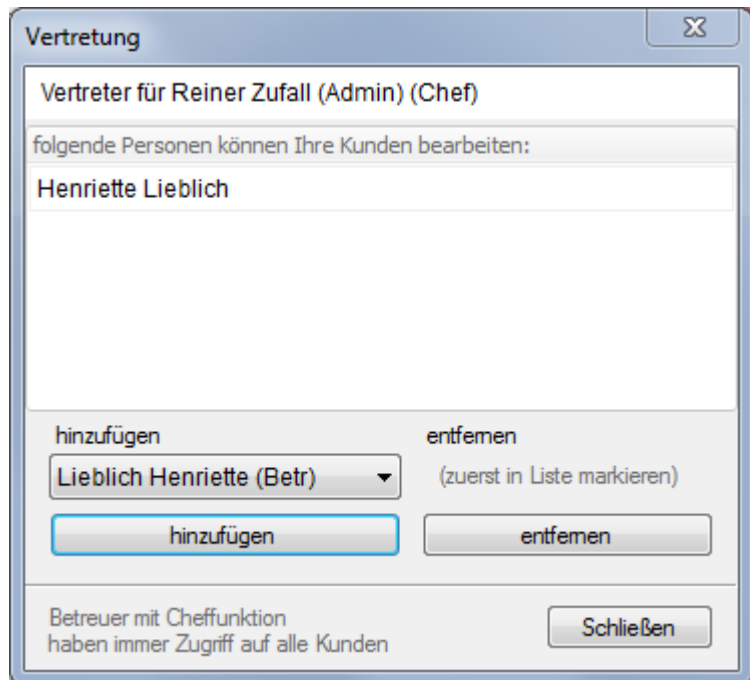 Vertretung
Vertreter für Reiner Zufall (Admin) (Chef)
folgende Personen können Ihre Kunden bearbeiten:
Henriette Lieblich
hinzufügen
entfernen
Lieblich Henriette (Betr)
(zuerst in Liste markieren)
hinzufügen
entfernen
Betreuer mit Cheffunktion
haben immer Zugriff auf alle Kunden
Schließen